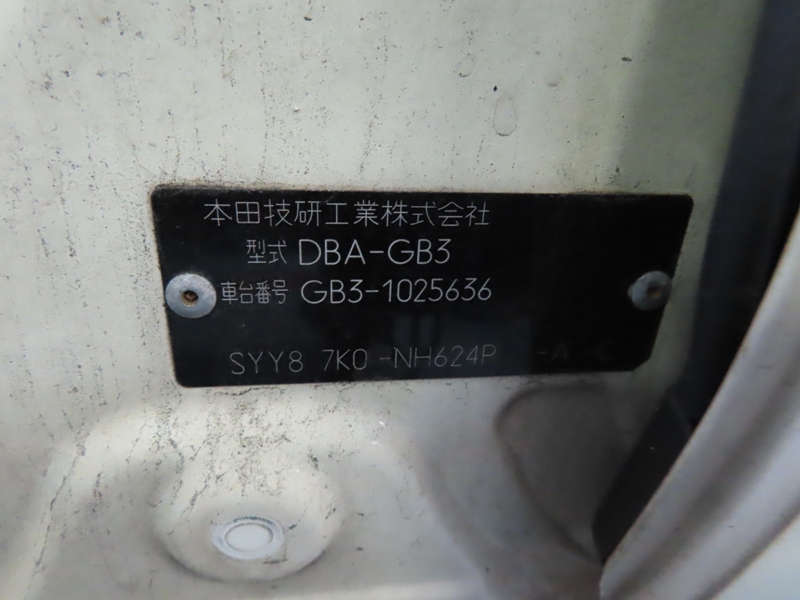 本田技研工業株式会社
型式 DBA-GB3
車台番号 GB3-1025636
SYY8 7K0 -NH624P -A -C